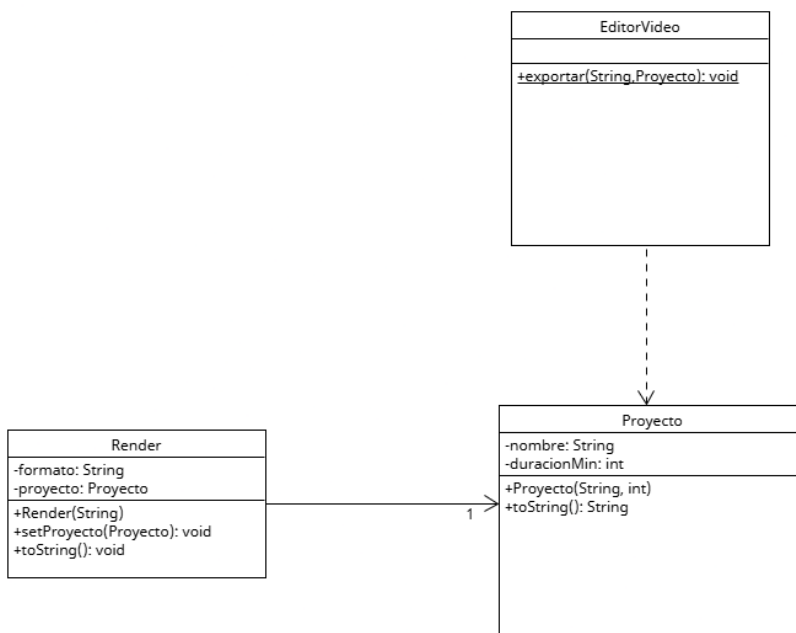 EditorVideo
+exportar(String,Proyecto): void
Proyecto
-nombre: String
-duracionMin: int
+Proyecto(String, int)
+toString(): String
Render
-formato: String
-proyecto: Proyecto
+Render(String)
+setProyecto(Proyecto): void
+toString(): void
1